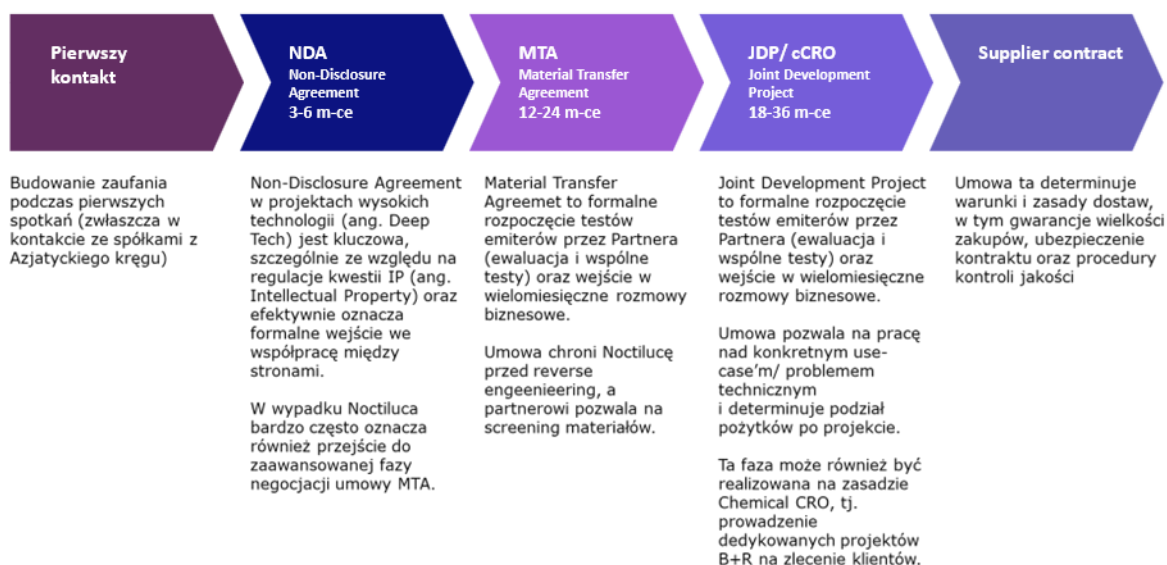 Pierwszy
kontakt
NDA
Non-Disclosure
Agreement
3-6 m-ce
MTA
Material Transfer
Agreement
12-24 m-ce
JDP/ cCRO
Joint Development
Project
18-36 m-ce
Supplier contract
Budowanie zaufania
podczas pierwszych
spotkań (zwłaszcza w
kontakcie ze spółkami z
Azjatyckiego kręgu)
Non-Disclosure Agreement
w projektach wysokich
technologii (ang. Deep
Tech) jest kluczowa,
szczególnie ze względu na
regulacje kwestii IP (ang.
Intellectual Property) oraz
efektywnie oznacza
formalne wejście we
współpracę między
stronami.
W wypadku Noctiluca
bardzo często oznacza
również przejście do
zaawansowanej fazy
negocjacji umowy MTA.
Material Transfer
Agreemet to formalne
rozpoczęcie testów
emiterów przez Partnera
(ewaluacja i wspólne
testy) oraz wejście w
wielomiesięczne rozmowy
biznesowe.
Umowa chroni Noctilucę
przed reverse
engeenieering, a
partnerowi pozwala na
screening materiałów.
Joint Development Project
to formalne rozpoczęcie
testów emiterów przez
Partnera (ewaluacja i
wspólne testy) oraz
wejście w wielomiesięczne
rozmowy biznesowe.
Umowa pozwala na pracę
nad konkretnym use-
case'm/ problemem
technicznym
i determinuje podział
pożytków po projekcie.
Ta faza może również być
realizowana na zasadzie
Chemical CRO, tj.
prowadzenie
dedykowanych projektów
B+R na zlecenie klientów.
Umowa ta determinuje
warunki i zasady dostaw,
w tym gwarancje wielkości
zakupów, ubezpieczenie
kontraktu oraz procedury
kontroli jakości